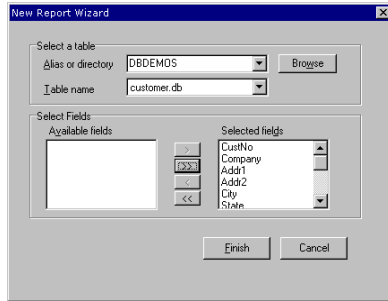 New Report Wizard
Select a table
Alias or directory DBDEMOS Browse
Table name customer.db
Select Fields
Available fields Selected fields
>
>>
<
<<
CustNo
Company
Addr1
Addr2
City
State
Finish Cancel